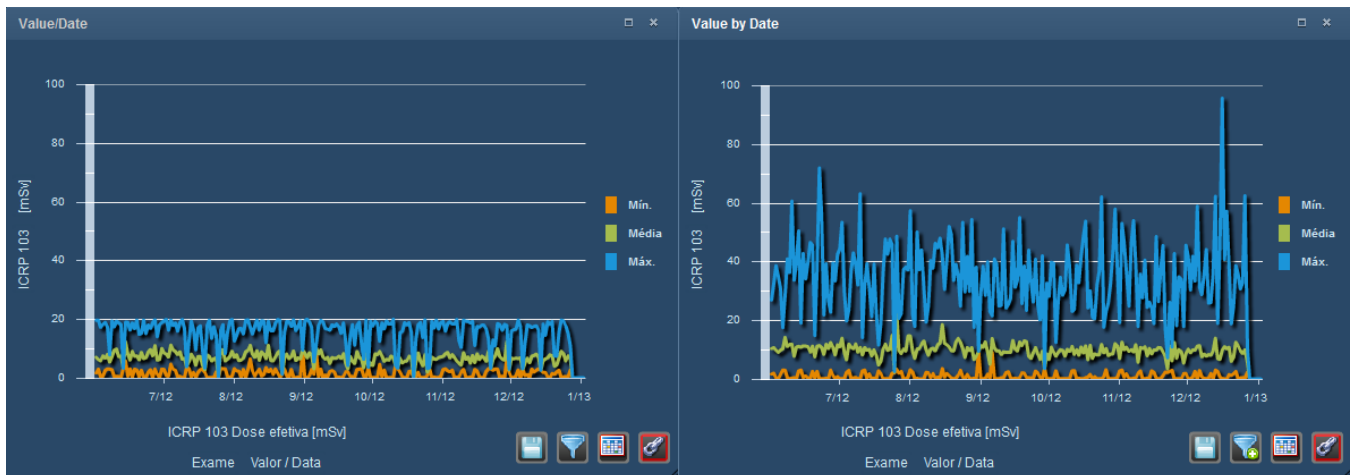 Value/Date
100
80
60
40
20
0
ICRP 103 [mSv]
7/12 8/12 9/12 10/12 11/12 12/12 1/13
Mín.
Média
Máx.
ICRP 103 Dose efetiva [mSv]
Exame Valor / Data
Value by Date
100
80
60
40
20
0
ICRP 103 [mSv]
7/12 8/12 9/12 10/12 11/12 12/12 1/13
Mín.
Média
Máx.
ICRP 103 Dose efetiva [mSv]
Exame Valor / Data